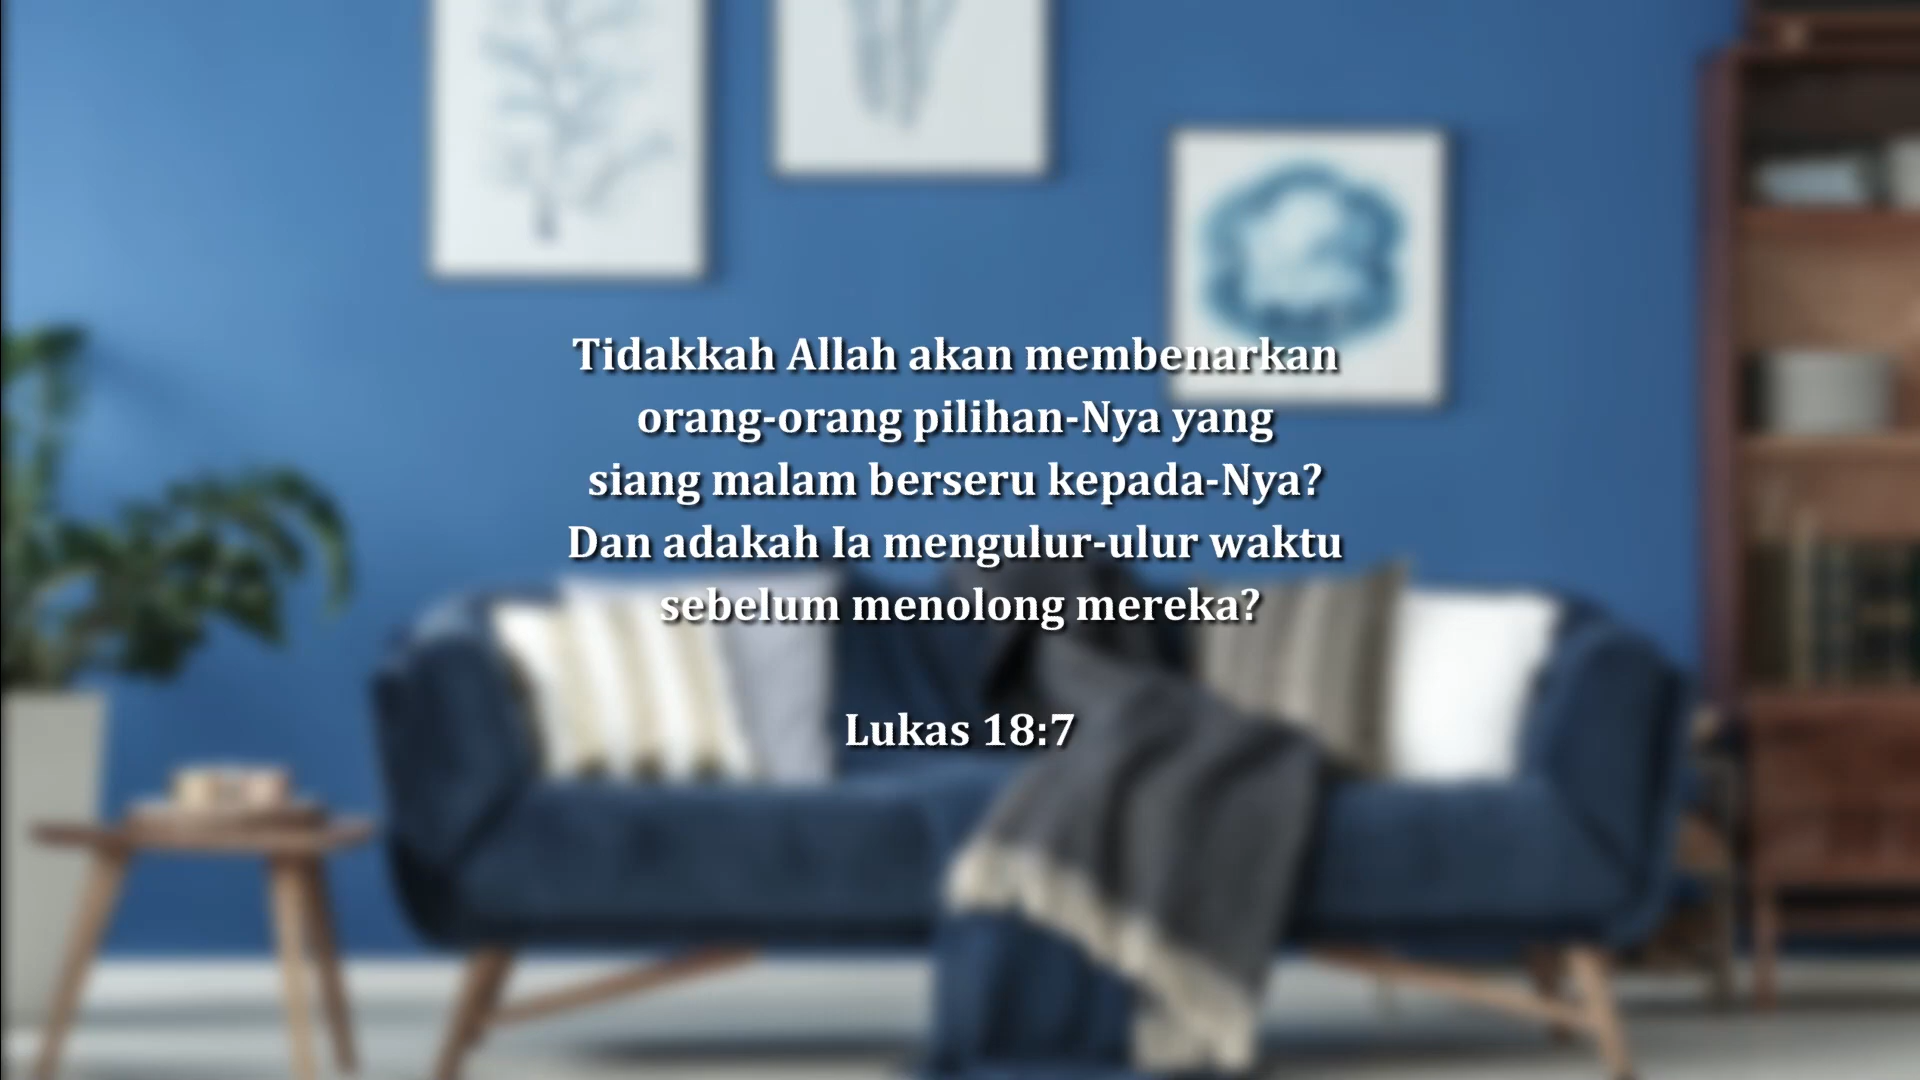 Tidakkah Allah akan membenarkan
orang-orang pilihan-Nya yang
siang malam berseru kepada-Nya?
Dan adakah Ia mengulur-ulur waktu
sebelum menolong mereka?
Lukas 18:7